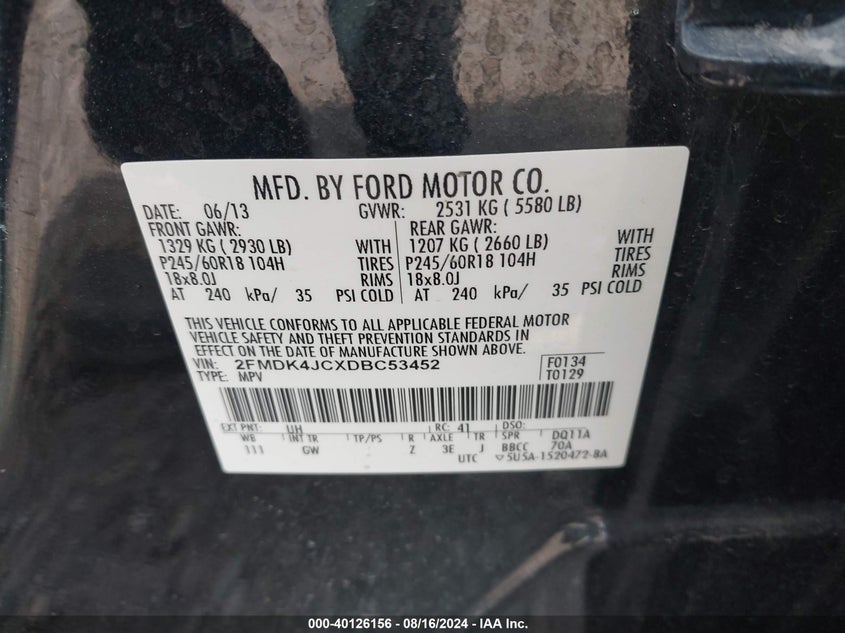 MFD. BY FORD MOTOR CO.
DATE: 06/13 GVWR: 2531 KG ( 5580 LB)
FRONT GAWR: REAR GAWR:
1329 KG ( 2930 LB) WITH 1207 KG ( 2660 LB) WITH
P245/60R18 104H TIRES P245/60R18 104H TIRES
18x8.0J RIMS 18x8.0J RIMS
AT 240 kPa/ 35 PSI COLD AT 240 kPa/ 35 PSI COLD
THIS VEHICLE CONFORMS TO ALL APPLICABLE FEDERAL MOTOR
VEHICLE SAFETY AND THEFT PREVENTION STANDARDS IN
EFFECT ON THE DATE OF MANUFACTURE SHOWN ABOVE.
VIN: 2FMDK4JCXDBC53452 F0134
TYPE: MPV T0129
EXT PNT: UH RC: 41 DSO:
WB INT TR TP/PS R AXLE TR SPR DQ11A
111 GW Z 3E J BBCC 70A
UTC 5U5A-1520472-BA
000-40126156 - 08/16/2024 - IAA Inc.